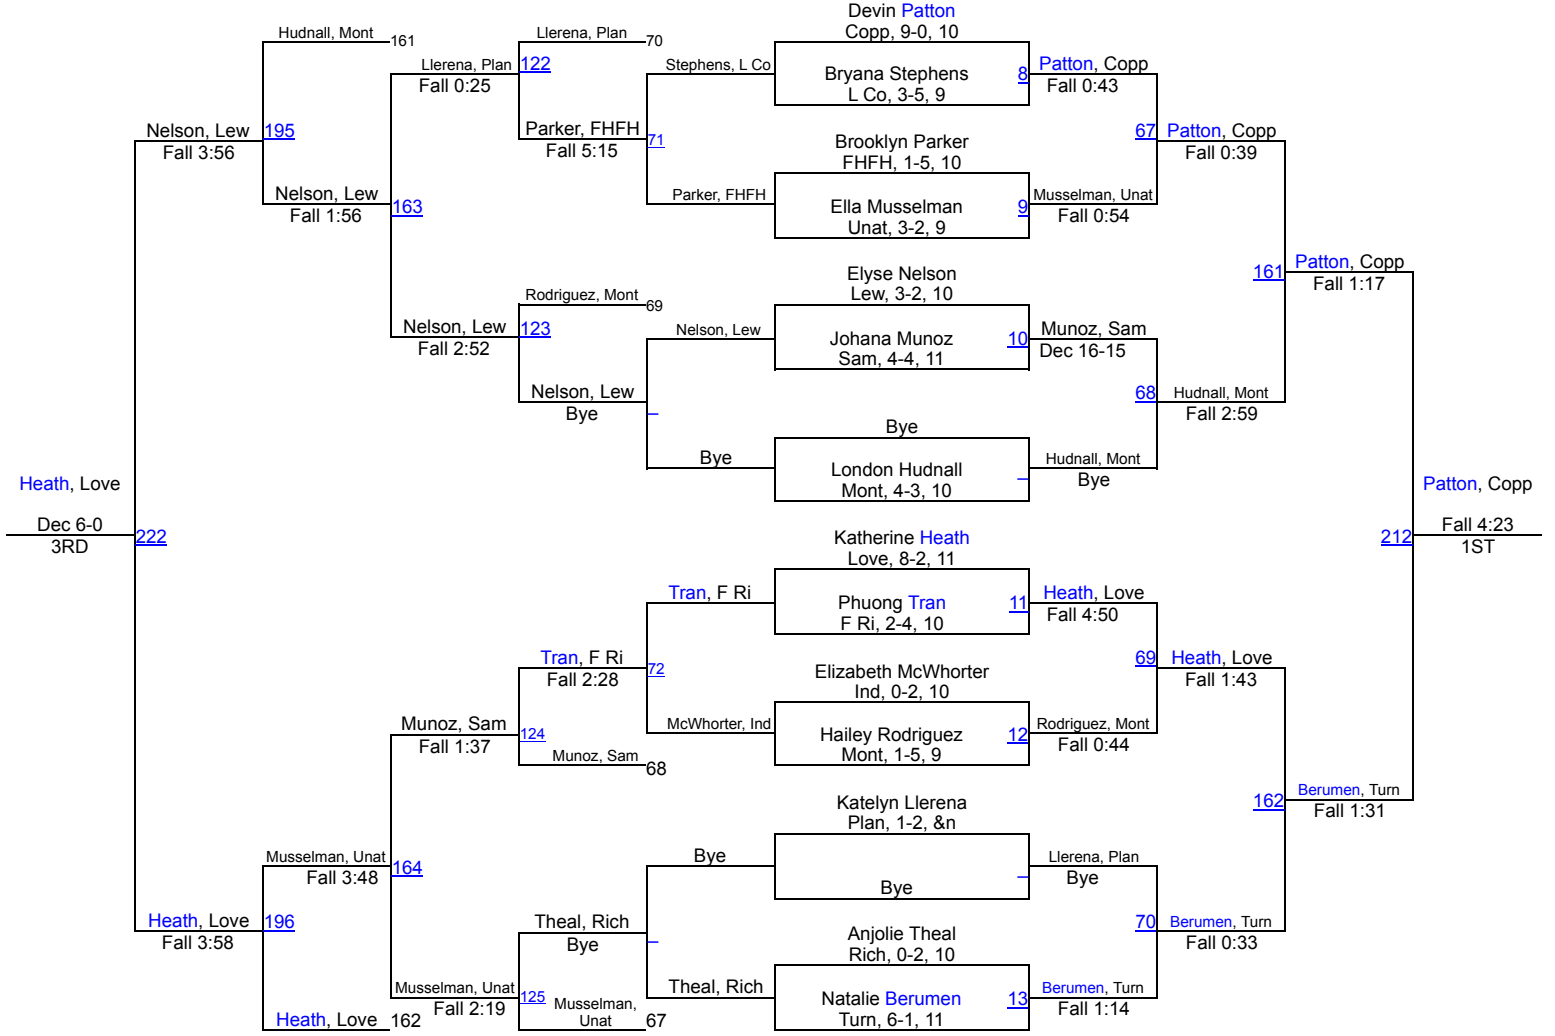 Devin Patton
Copp, 9-0, 10
Hudnall, Mont
161
Llerena, Plan
70
Llerena, Plan
122
Fall 0:25
Stephens, L Co
Bryana Stephens
L Co, 3-5, 9
8
Patton, Copp
Fall 0:43
Nelson, Lew
195
Fall 3:56
Parker, FHFH
Fall 5:15
71
Brooklyn Parker
FHFH, 1-5, 10
67
Patton, Copp
Fall 0:39
Nelson, Lew
Fall 1:56
163
Parker, FHFH
Ella Musselman
Unat, 3-2, 9
9
Musselman, Unat
Fall 0:54
Elyse Nelson
Lew, 3-2, 10
161
Patton, Copp
Fall 1:17
Rodriguez, Mont
69
Nelson, Lew
123
Fall 2:52
Nelson, Lew
Johana Munoz
Sam, 4-4, 11
10
Munoz, Sam
Dec 16-15
Nelson, Lew
Bye
68
Hudnall, Mont
Fall 2:59
Bye
Bye
London Hudnall
Mont, 4-3, 10
Hudnall, Mont
Bye
Heath, Love
Dec 6-0
3RD
222
Patton, Copp
212
Fall 4:23
1ST
Katherine Heath
Love, 8-2, 11
Tran, F Ri
Phuong Tran
F Ri, 2-4, 10
11
Heath, Love
Fall 4:50
Tran, F Ri
Fall 2:28
72
Elizabeth McWhorter
Ind, 0-2, 10
69
Heath, Love
Fall 1:43
Munoz, Sam
Fall 1:37
124
Munoz, Sam
68
McWhorter, Ind
Hailey Rodriguez
Mont, 1-5, 9
12
Rodriguez, Mont
Fall 0:44
Katelyn Llerena
Plan, 1-2, &n
162
Berumen, Turn
Fall 1:31
Musselman, Unat
Fall 3:48
164
Bye
Bye
Llerena, Plan
Bye
Heath, Love
Fall 3:58
196
Theal, Rich
Bye
Anjolie Theal
Rich, 0-2, 10
70
Berumen, Turn
Fall 0:33
Musselman, Unat
Fall 2:19
125
Musselman,
Unat
67
Theal, Rich
Natalie Berumen
Turn, 6-1, 11
13
Berumen, Turn
Fall 1:14
Heath, Love
162